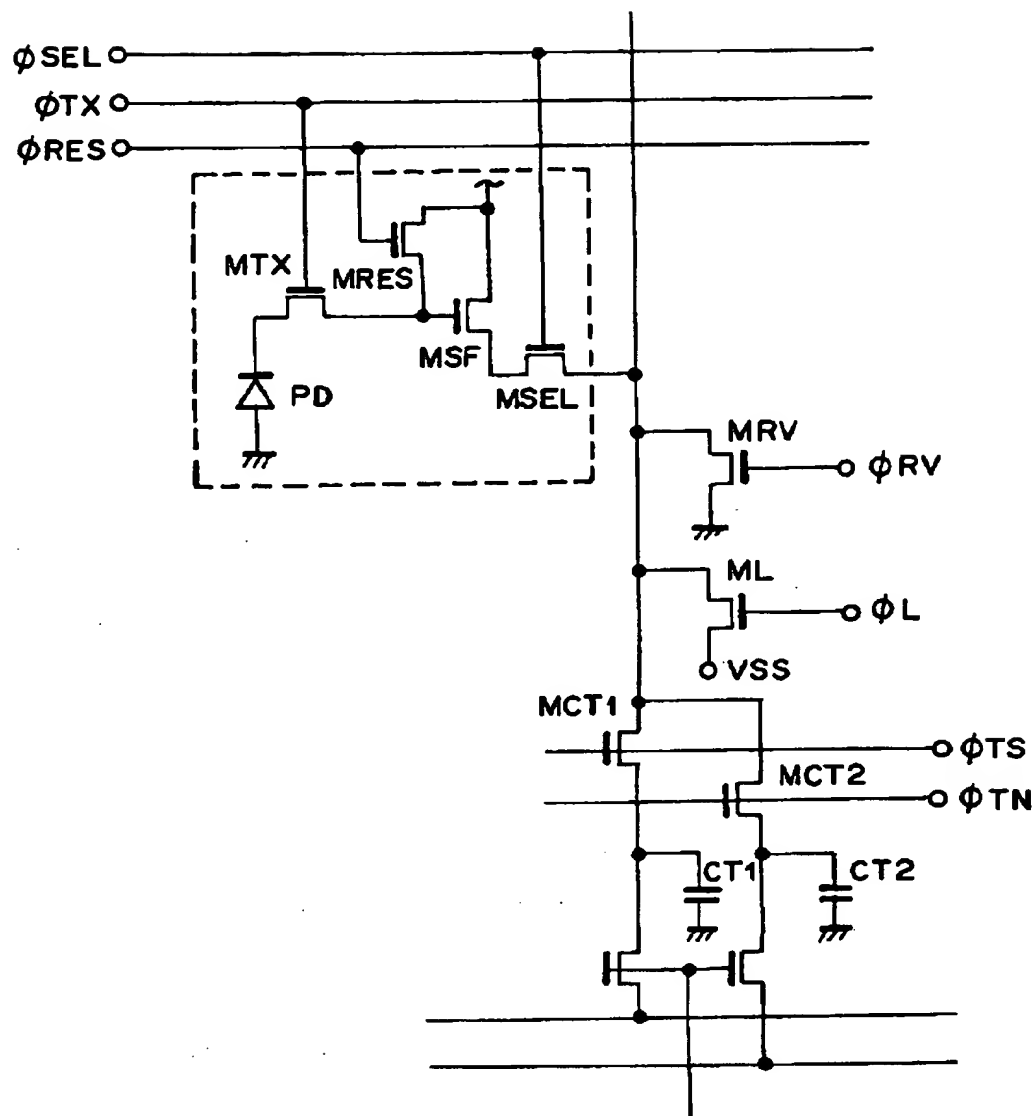 ϕSEL
ϕTX
ϕRES
MTX
MRES
MSF
MSEL
PD
MRV
ϕRV
ML
ϕL
VSS
MCT1
ϕTS
MCT2
ϕTN
CT1
CT2